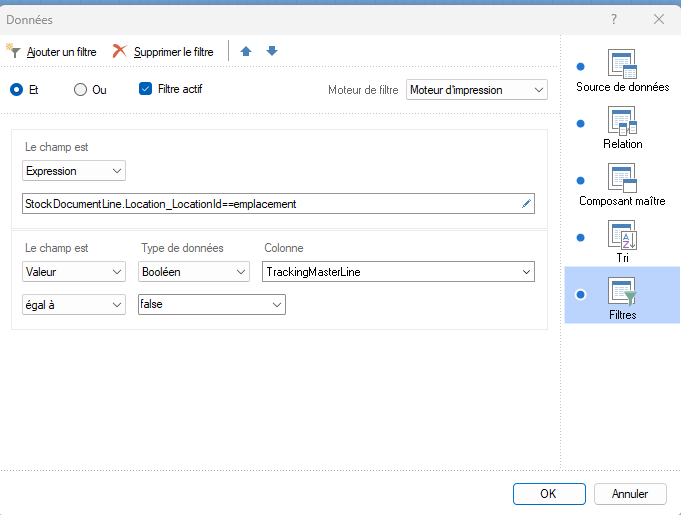 Données
Ajouter un filtre
Supprimer le filtre
Et
Ou
Filtre actif
Moteur de filtre
Moteur d'impression
Le champ est
Expression
StockDocumentLine.Location_LocationId==emplacement
Le champ est
Type de données
Colonne
Valeur
Booléen
TrackingMasterLine
égal à
false
Source de données
Relation
Composant maître
Tri
Filtres
OK
Annuler